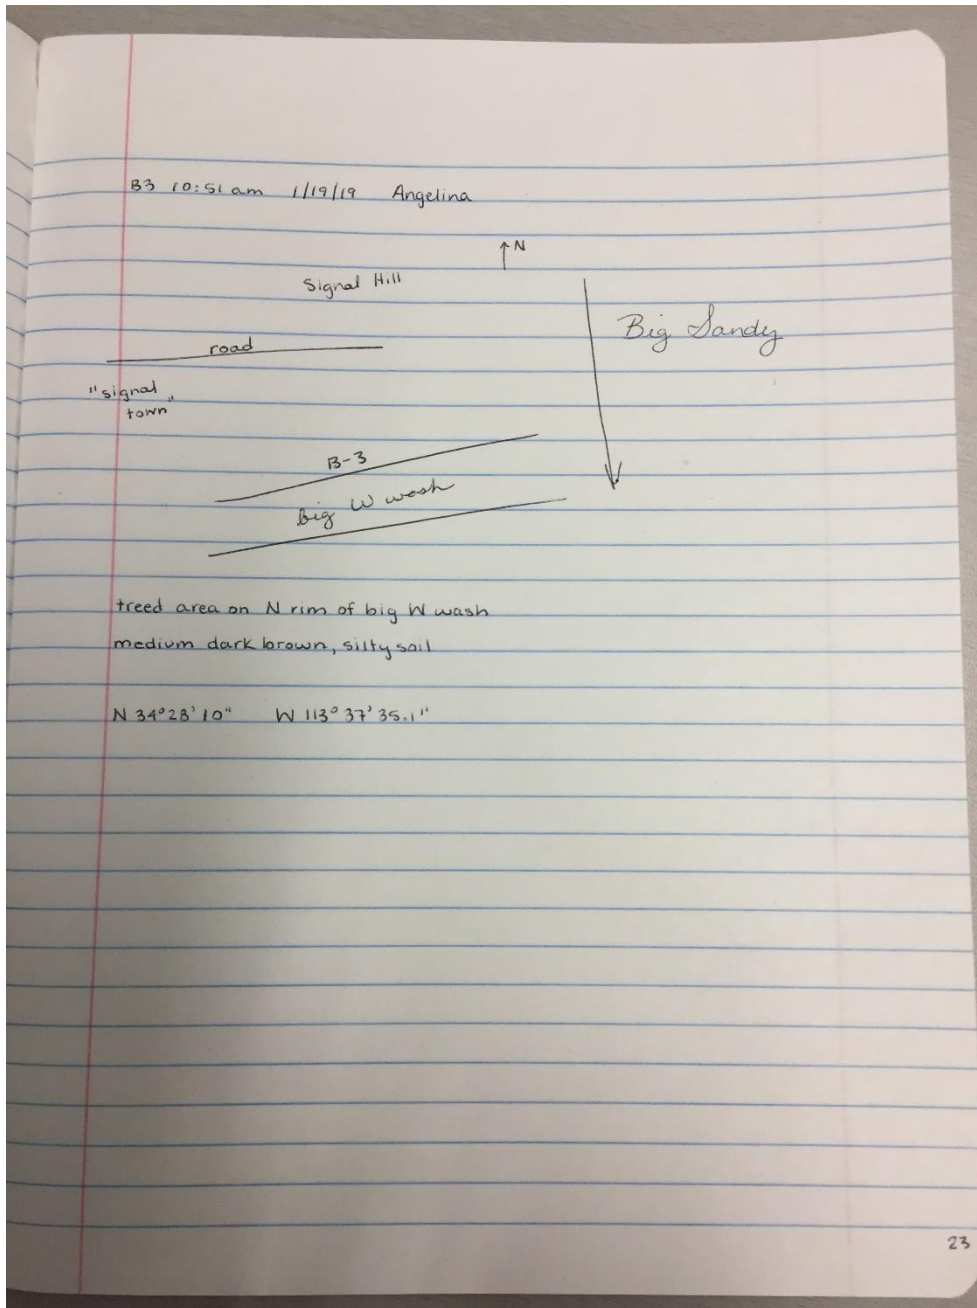 B3 10:51 am 1/19/19 Angelina
↑N
Signal Hill
Big Sandy
road
"signal
town"
B-3
Big W wash
treed area on N rim of big W wash
medium dark brown, silty soil
N 34°28'10" W 113°37'35.1"
23